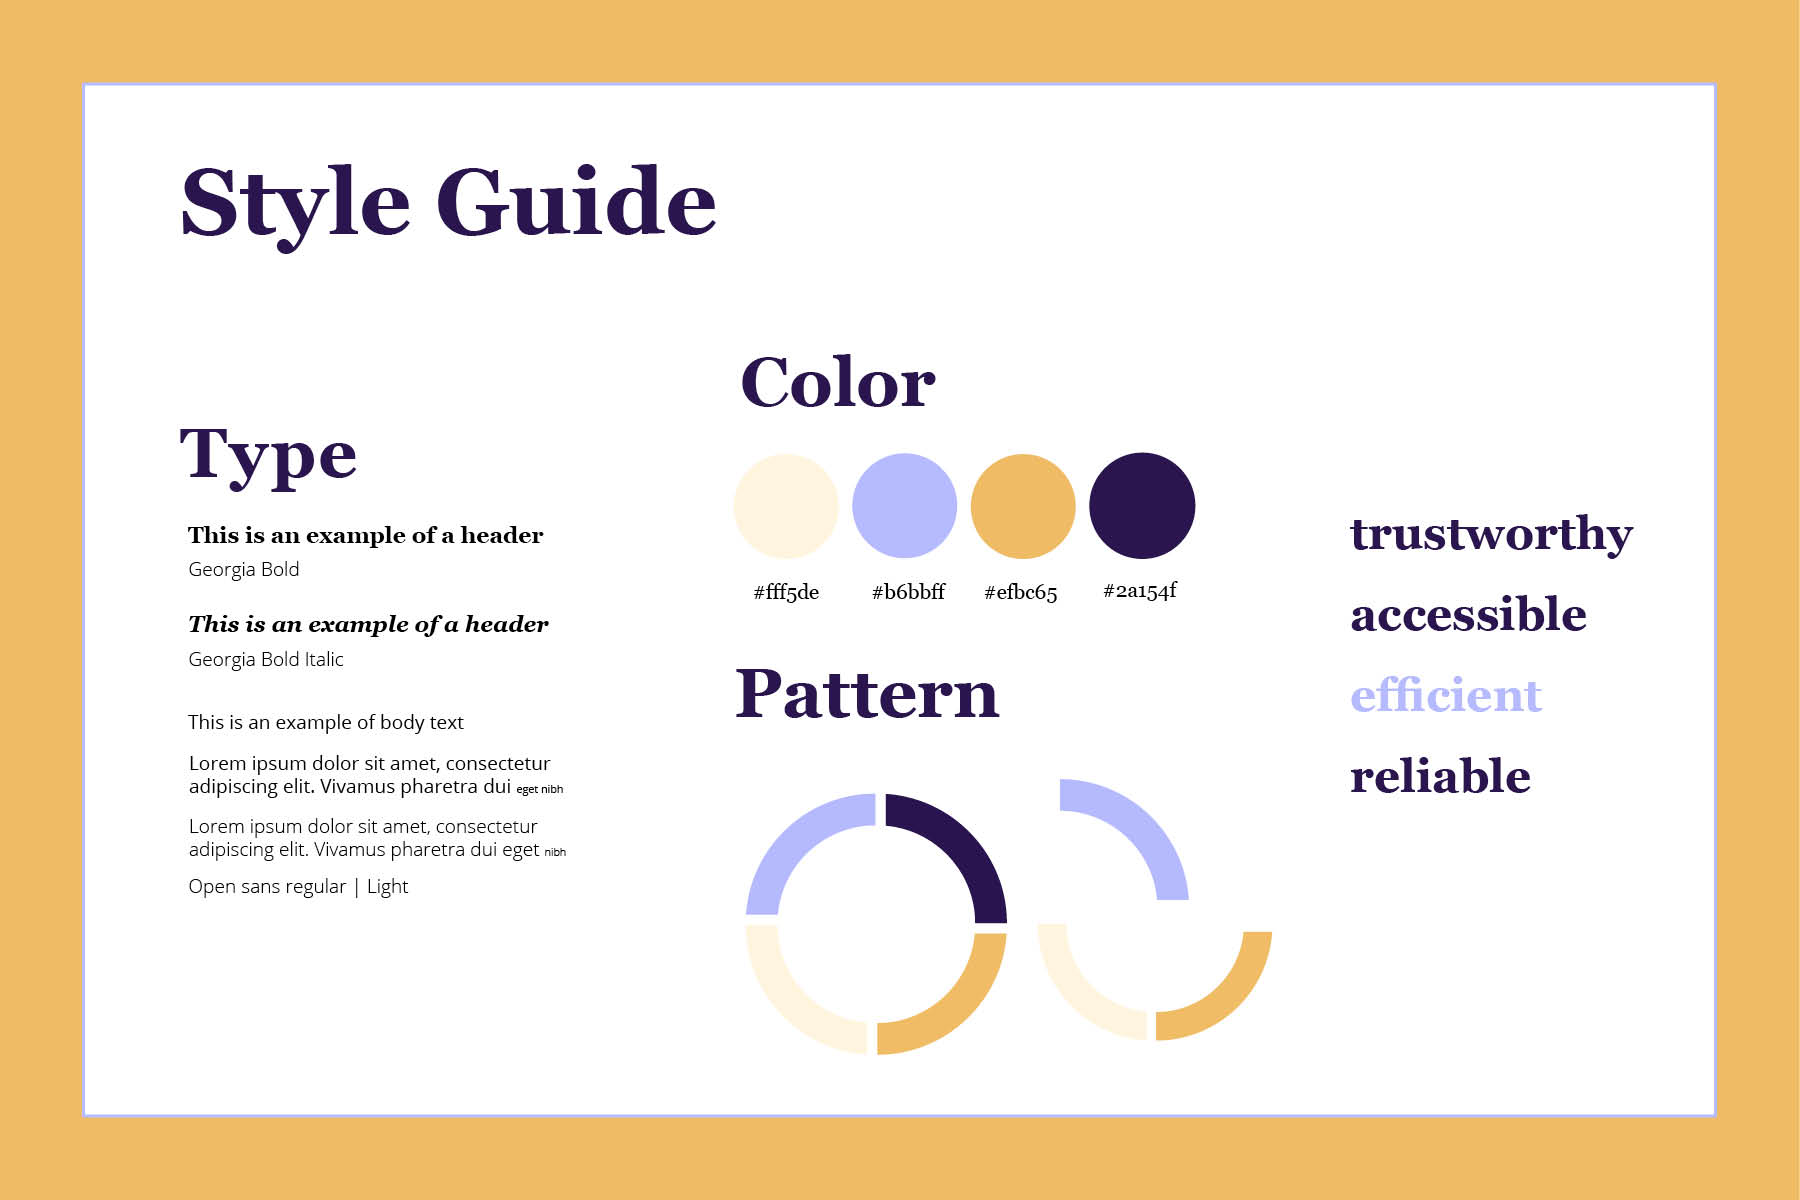 Style Guide
Type
This is an example of a header
Georgia Bold
This is an example of a header
Georgia Bold Italic
This is an example of body text
Lorem ipsum dolor sit amet, consectetur
adipiscing elit. Vivamus pharetra dui eget nibh
Lorem ipsum dolor sit amet, consectetur
adipiscing elit. Vivamus pharetra dui eget nibh
Open sans regular | Light
Color
#fff5de #b6bbff #efbc65 #2a154f
Pattern
trustworthy
accessible
efficient
reliable